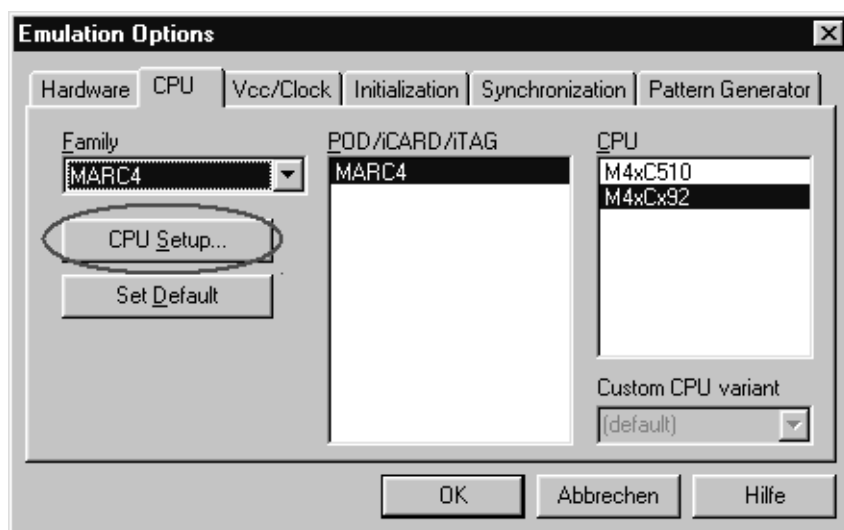 Emulation Options
Hardware CPU Vcc/Clock Initialization Synchronization Pattern Generator
Family POD/iCARD/iTAG CPU
MARC4 MARC4 M4xC510
M4xCx92
CPU Setup...
Set Default
Custom CPU variant
(default)
OK Abbrechen Hilfe